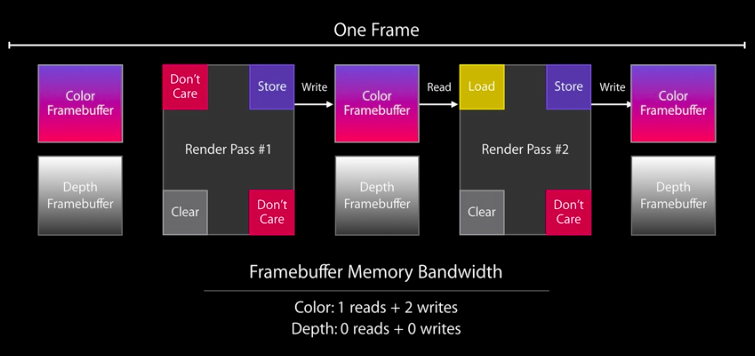 One Frame
Color
Framebuffer
Depth
Framebuffer
Don't
Care
Store
Render Pass #1
Clear
Don't
Care
Write
Color
Framebuffer
Depth
Framebuffer
Read
Load
Store
Render Pass #2
Clear
Don't
Care
Write
Color
Framebuffer
Depth
Framebuffer
Framebuffer Memory Bandwidth
Color: 1 reads + 2 writes
Depth: 0 reads + 0 writes